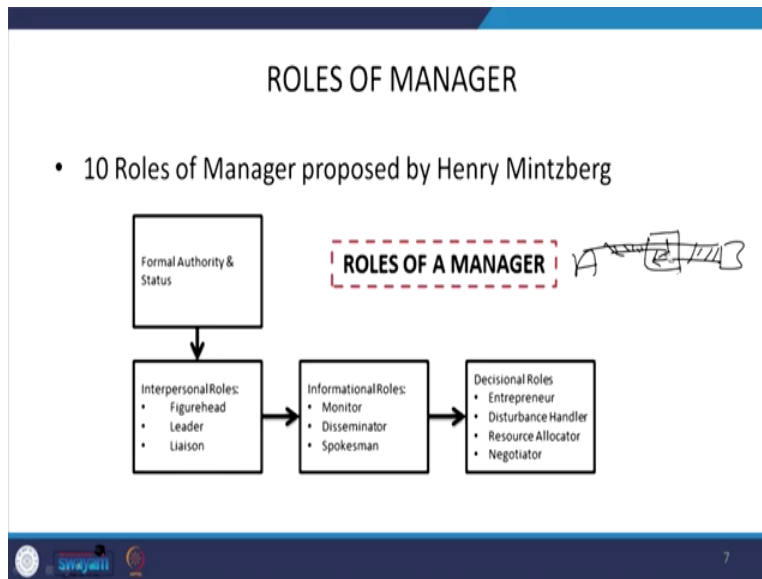 ROLES OF MANAGER
• 10 Roles of Manager proposed by Henry Mintzberg
Formal Authority &
Status
ROLES OF A MANAGER
A
B
Interpersonal Roles:
• Figurehead
• Leader
• Liaison
Informational Roles:
• Monitor
• Disseminator
• Spokesman
Decisional Roles
• Entrepreneur
• Disturbance Handler
• Resource Allocator
• Negotiator
swayam
7